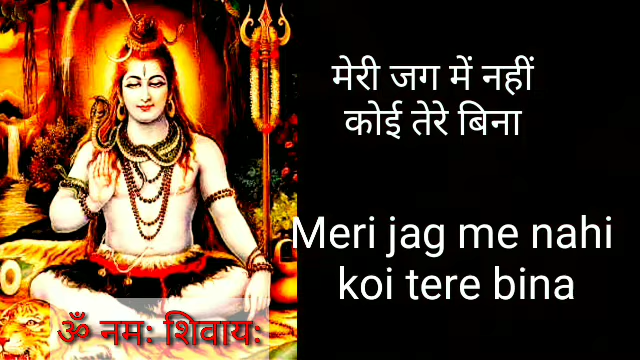 मेरी जग में नहीं
कोई तेरे बिना
Meri jag me nahi
koi tere bina
ॐ नमः शिवायः